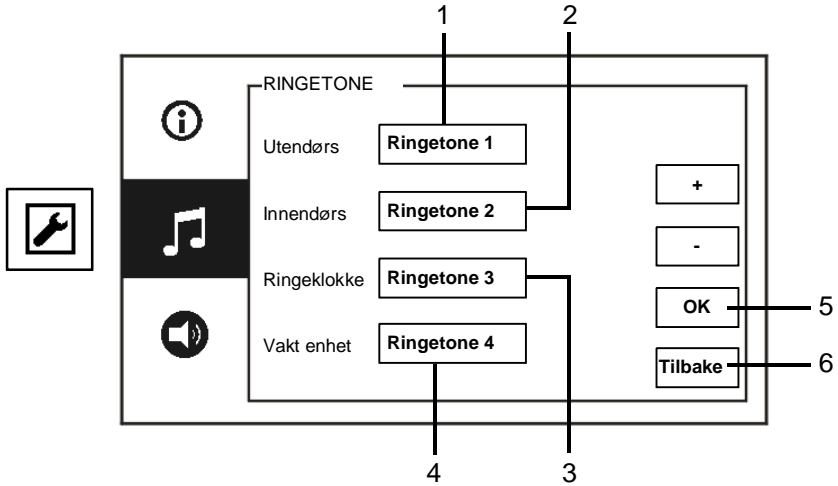 1 2
RINGETONE
Utendørs Ringetone 1
+
Innendørs Ringetone 2
-
Ringeklokke Ringetone 3
OK 5
Vakt enhet Ringetone 4
Tilbake 6
4 3